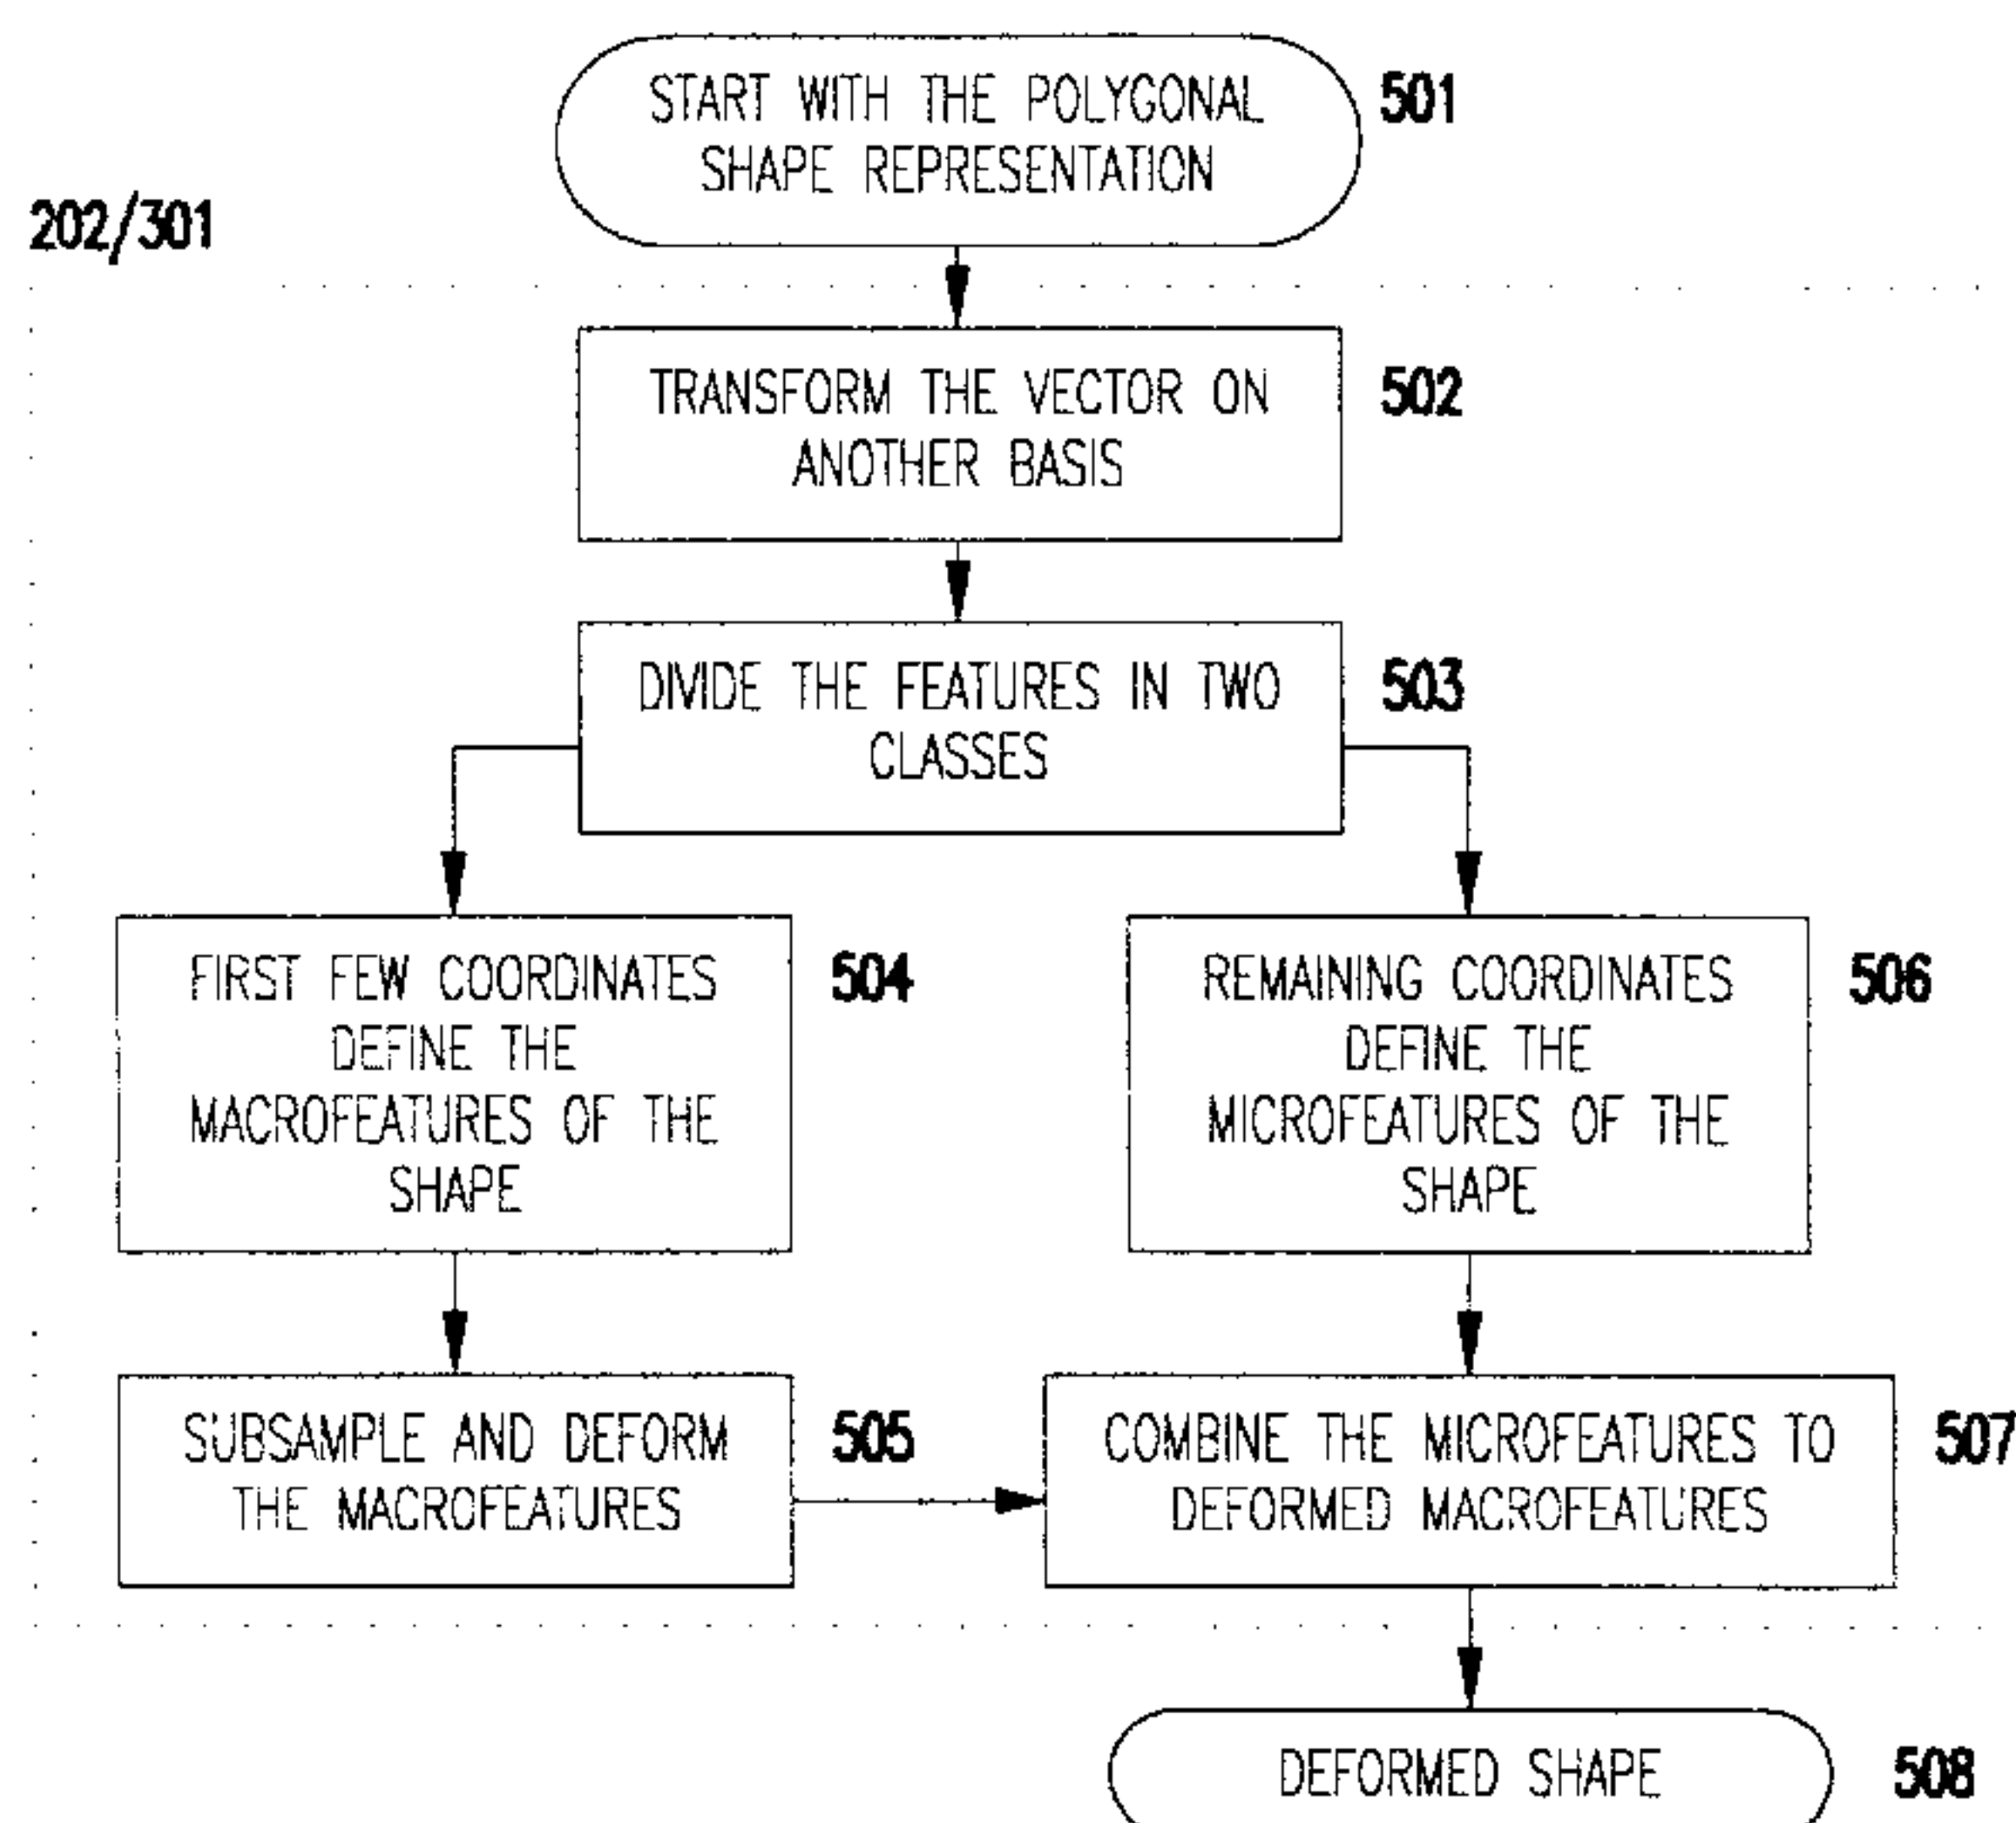 START WITH THE POLYGONAL
SHAPE REPRESENTATION
501
202/301
TRANSFORM THE VECTOR ON
ANOTHER BASIS
502
DIVIDE THE FEATURES IN TWO
CLASSES
503
FIRST FEW COORDINATES
DEFINE THE
MACROFEATURES OF THE
SHAPE
504
REMAINING COORDINATES
DEFINE THE
MICROFEATURES OF THE
SHAPE
506
SUBSAMPLE AND DEFORM
THE MACROFEATURES
505
COMBINE THE MICROFEATURES TO
DEFORMED MACROFEATURES
507
DEFORMED SHAPE
508